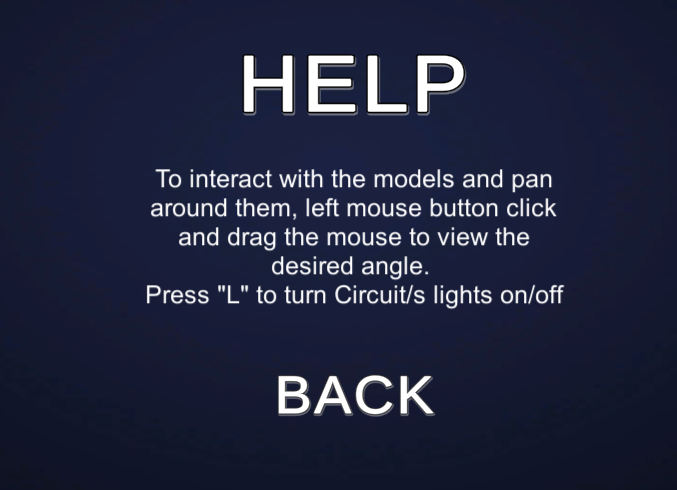 HELP
To interact with the models and pan
around them, left mouse button click
and drag the mouse to view the
desired angle.
Press "L" to turn Circuit/s lights on/off
BACK